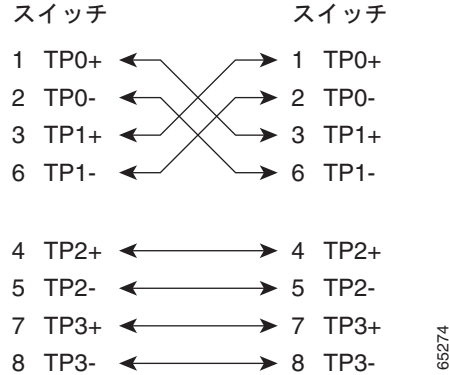 スイッチ スイッチ
1 TP0+ 1 TP0+
2 TP0- 2 TP0-
3 TP1+ 3 TP1+
6 TP1- 6 TP1-
4 TP2+ 4 TP2+
5 TP2- 5 TP2-
7 TP3+ 7 TP3+
8 TP3- 8 TP3-
65274